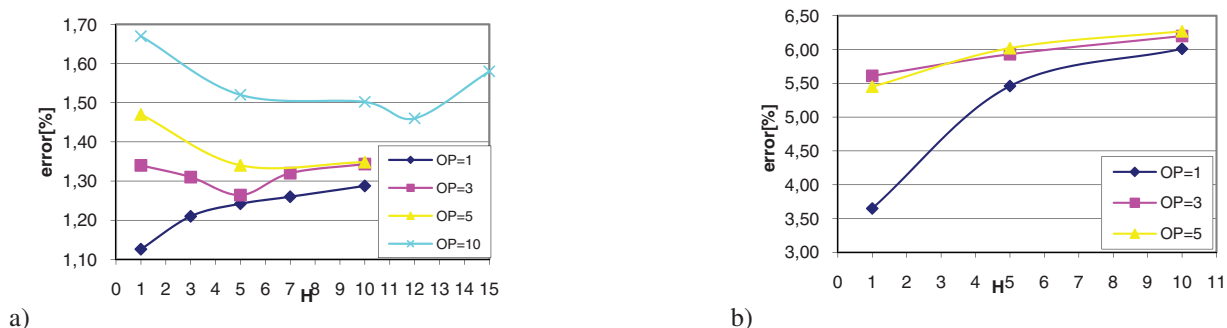 1,70
1,60
1,50
1,40
1,30
1,20
1,10
error[%]
OP=1
OP=3
OP=5
OP=10
0 1 2 3 4 5 6 7 8 9 10 11 12 13 14 15
H
a)
6,50
6,00
5,50
5,00
4,50
4,00
3,50
3,00
error[%]
OP=1
OP=3
OP=5
0 1 2 3 4 5 6 7 8 9 10 11
H
b)